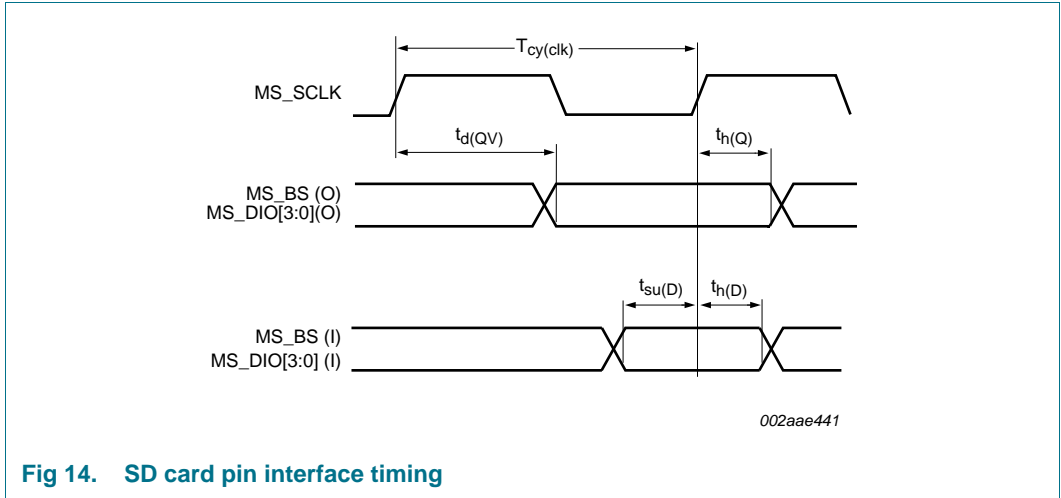 Tcy(clk)
MS_SCLK
td(QV)
th(Q)
MS_BS (O)
MS_DIO[3:0](O)
tsu(D)
th(D)
MS_BS (I)
MS_DIO[3:0] (I)
002aae441
Fig 14. SD card pin interface timing